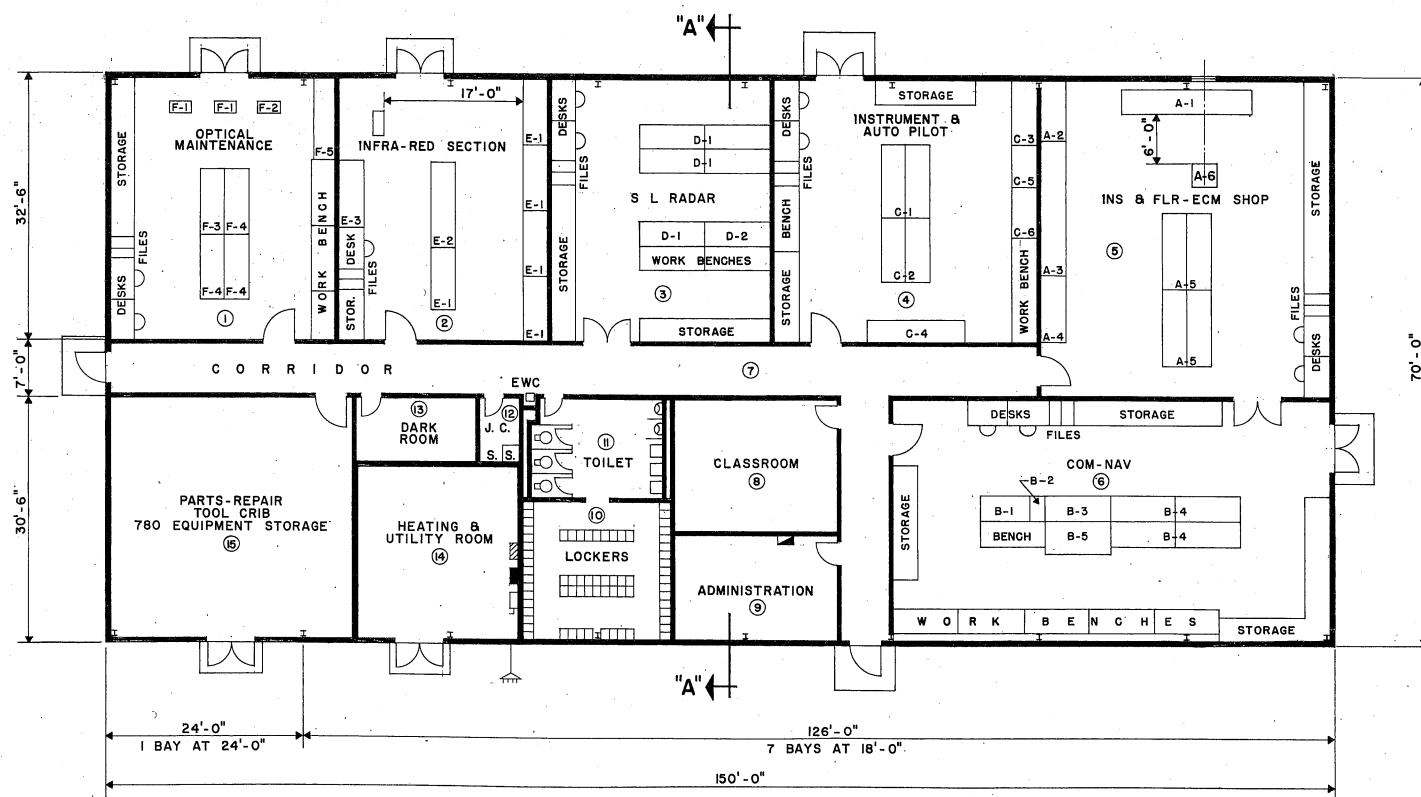 "A"
F-1
F-1
F-2
OPTICAL
MAINTENANCE
STORAGE
FILES
DESKS
F-3
F-4
F-4
F-4
F-5
WORK BENCH
1
17'-0"
INFRA-RED SECTION
E-3
DESK
FILES
STOR.
E-2
E-1
E-1
E-1
E-1
E-1
2
DESKS
FILES
STORAGE
D-1
D-1
S L RADAR
D-1
D-2
WORK BENCHES
3
STORAGE
DESKS
FILES
BENCH
STORAGE
STORAGE
INSTRUMENT &
AUTO PILOT
C-1
C-2
4
C-4
C-3
C-5
C-6
WORK BENCH
A-1
A-2
6'-0"
A-6
INS & FLR-ECM SHOP
5
A-3
A-4
A-5
A-5
STORAGE
FILES
DESKS
32'-6"
7'-0"
30'-6"
70'-0"
CORRIDOR
7
EWC
13
DARK
ROOM
12
J. C.
S. S.
11
TOILET
CLASSROOM
8
DESKS
STORAGE
FILES
COM-NAV
6
B-2
B-1
B-3
B-4
BENCH
B-5
B-4
STORAGE
PARTS-REPAIR
TOOL CRIB
780 EQUIPMENT STORAGE
15
HEATING &
UTILITY ROOM
14
10
LOCKERS
ADMINISTRATION
9
WORK BENCHES
STORAGE
"A"
24'-0"
1 BAY AT 24'-0"
126'-0"
7 BAYS AT 18'-0"
150'-0"